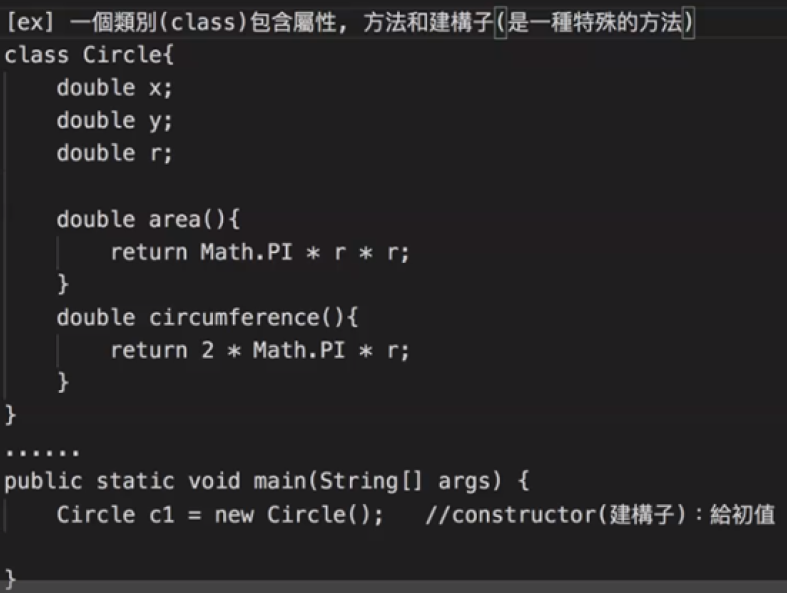 [ex] 一個類別(class)包含屬性, 方法和建構子(是一種特殊的方法)
class Circle{
    double x;
    double y;
    double r;

    double area(){
        return Math.PI * r * r;
    }
    double circumference(){
        return 2 * Math.PI * r;
    }
}
......
public static void main(String[] args) {
    Circle c1 = new Circle();   //constructor(建構子)：給初值

}